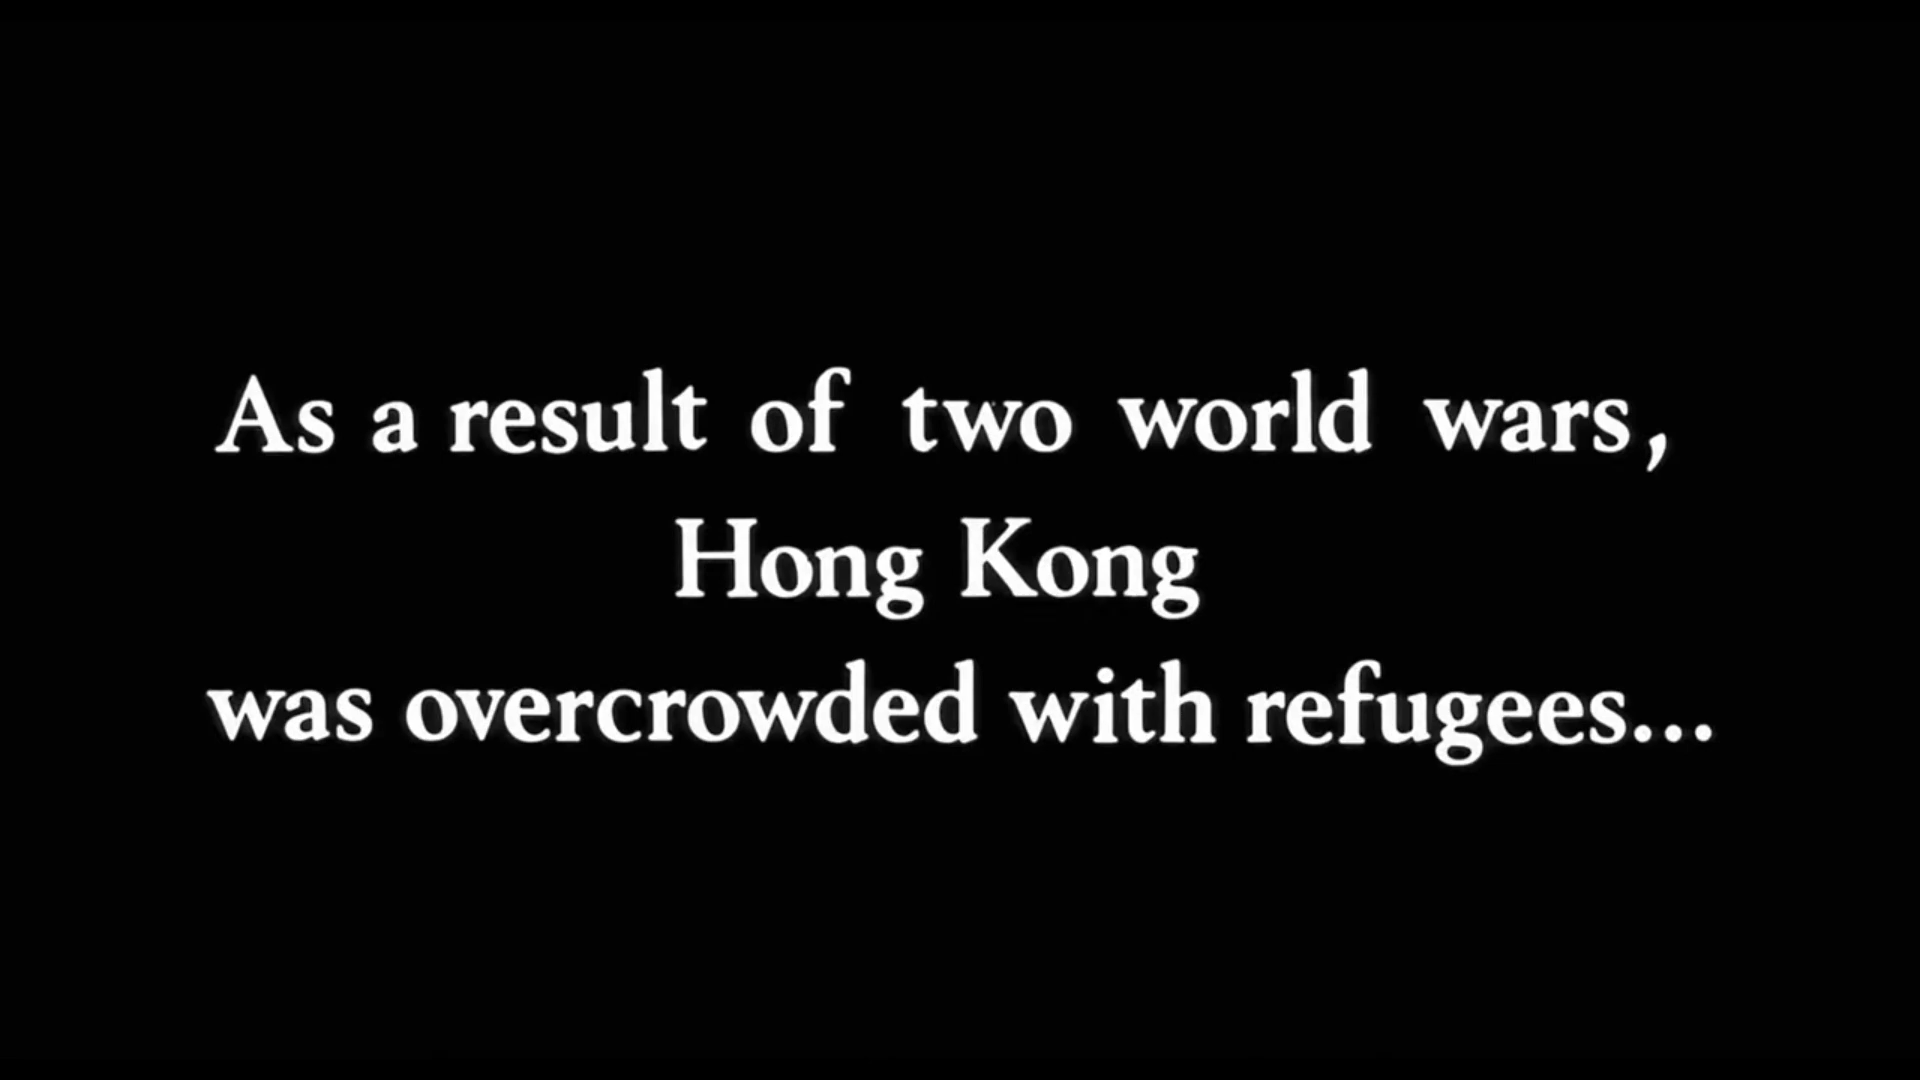 As a result of two world wars,
Hong Kong
was overcrowded with refugees...